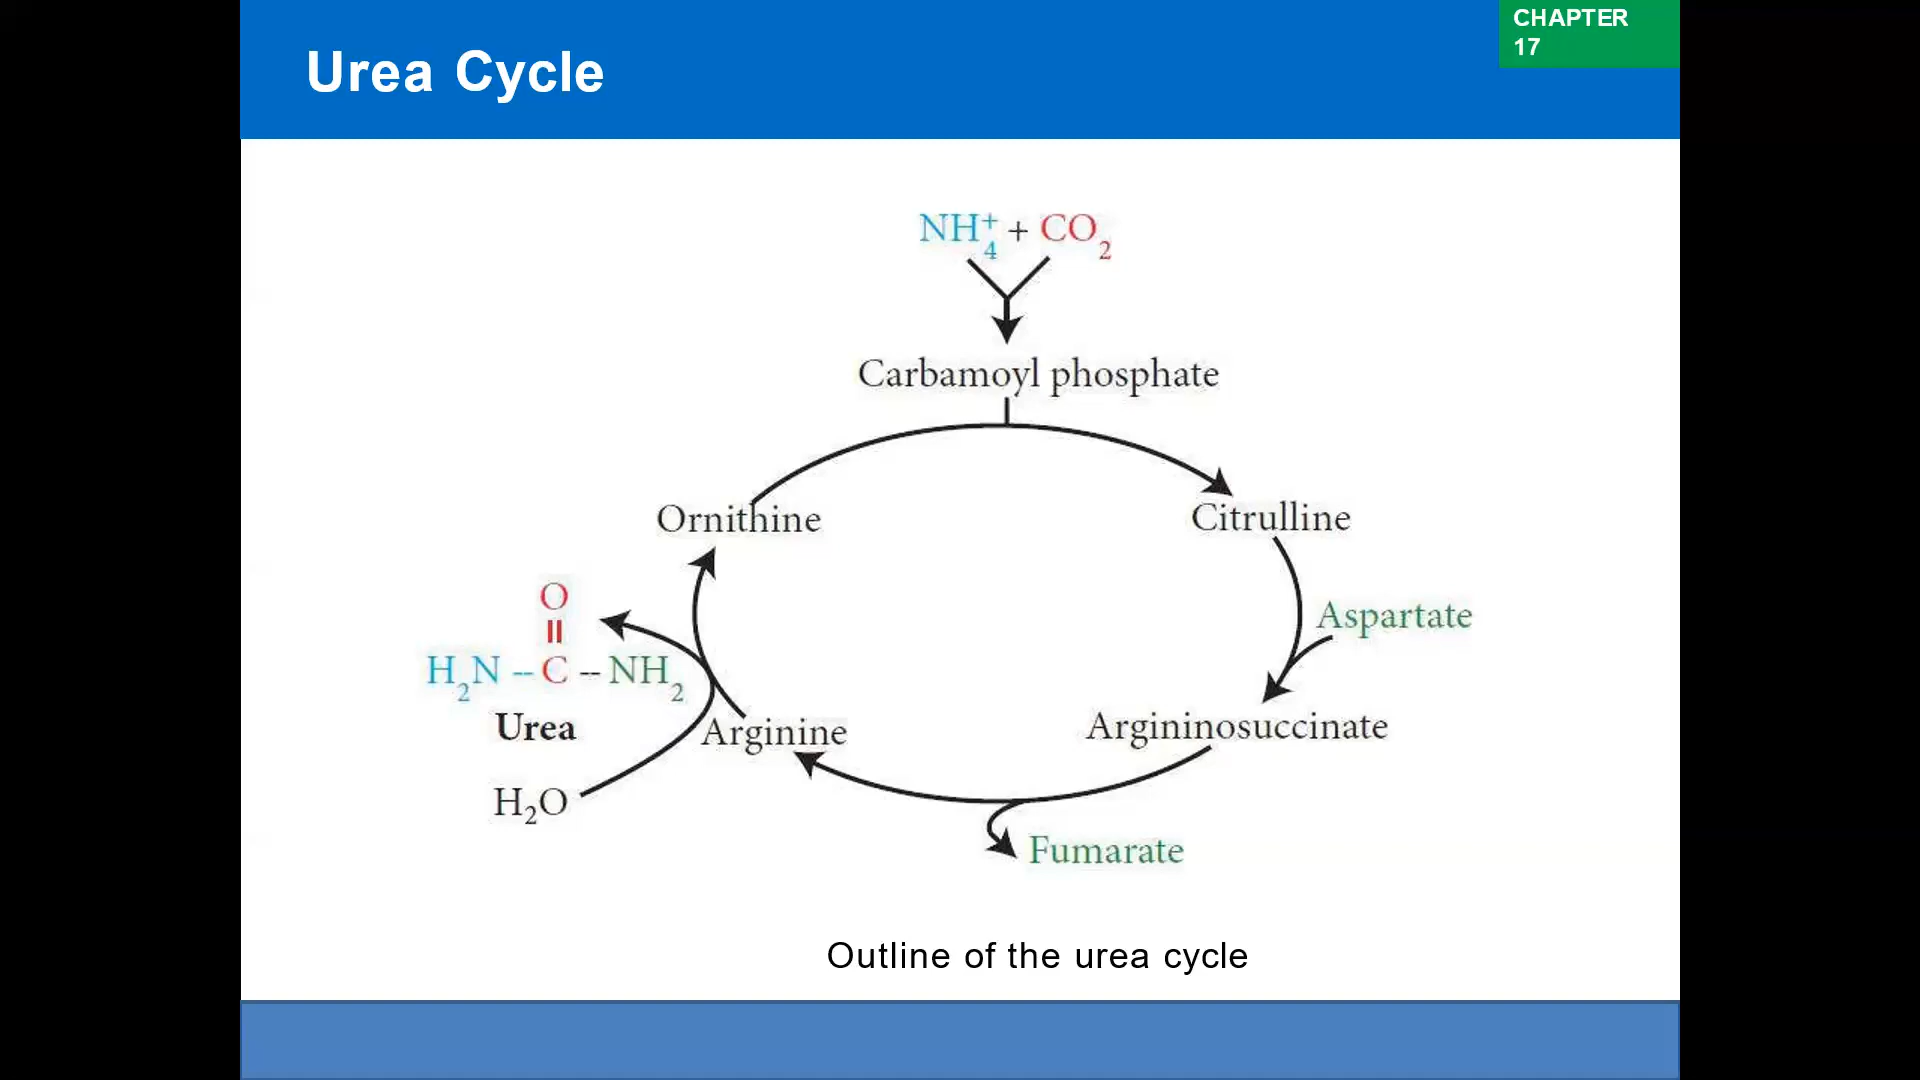 CHAPTER
17
Urea Cycle
NH₄⁺ + CO₂
Carbamoyl phosphate
Ornithine
Citrulline
O
Aspartate
H₂N -- C -- NH₂
Urea
Arginine
Argininosuccinate
H₂O
Fumarate
Outline of the urea cycle